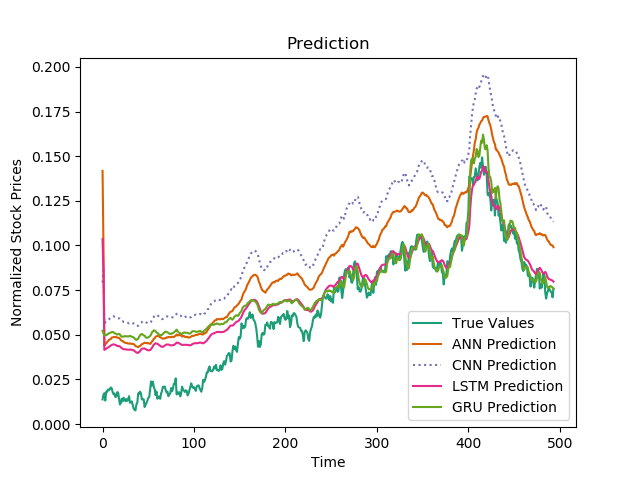 Prediction
0.200
0.175
0.150
0.125
0.100
0.075
0.050
0.025
0.000
Normalized Stock Prices
0
100
200
300
400
500
Time
True Values
ANN Prediction
CNN Prediction
LSTM Prediction
GRU Prediction